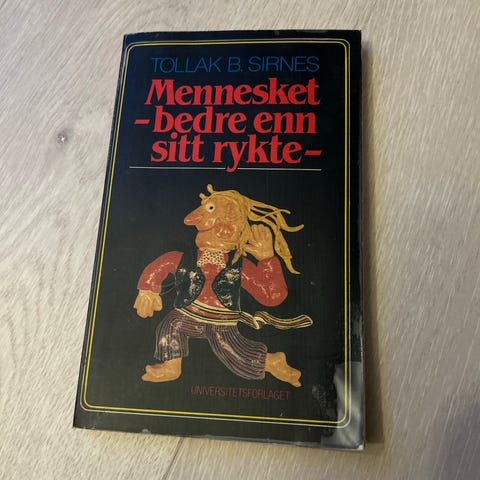 TOLLAK B. SIRNES
Mennesket
– bedre enn
sitt rykte –
UNIVERSITETSFORLAGET